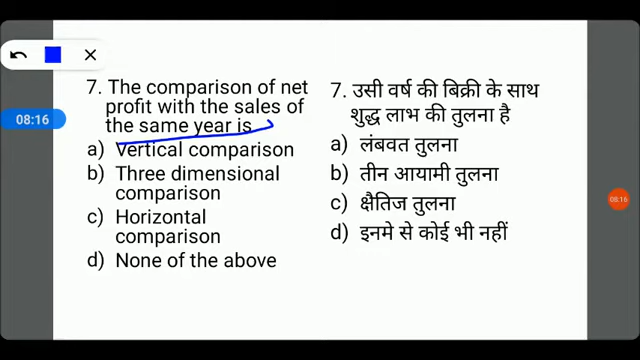 08:16
7. The comparison of net
profit with the sales of
the same year is
a) Vertical comparison
b) Three dimensional
comparison
c) Horizontal
comparison
d) None of the above
7. उसी वर्ष की बिक्री के साथ
शुद्ध लाभ की तुलना है
a) लंबवत तुलना
b) तीन आयामी तुलना
c) क्षैतिज तुलना
d) इनमे से कोई भी नहीं
08:16